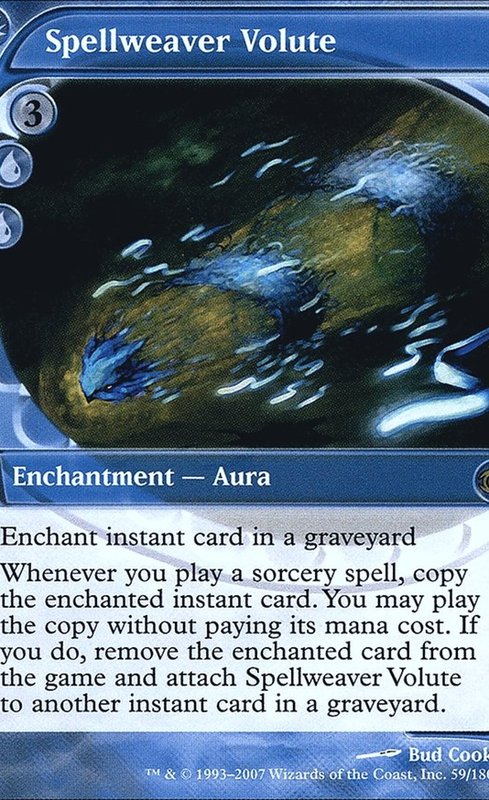 Spellweaver Volute
3
Enchantment — Aura
Enchant instant card in a graveyard
Whenever you play a sorcery spell, copy
the enchanted instant card. You may play
the copy without paying its mana cost. If
you do, remove the enchanted card from
the game and attach Spellweaver Volute
to another instant card in a graveyard.
Bud Cook
™ & © 1993–2007 Wizards of the Coast, Inc. 59/180